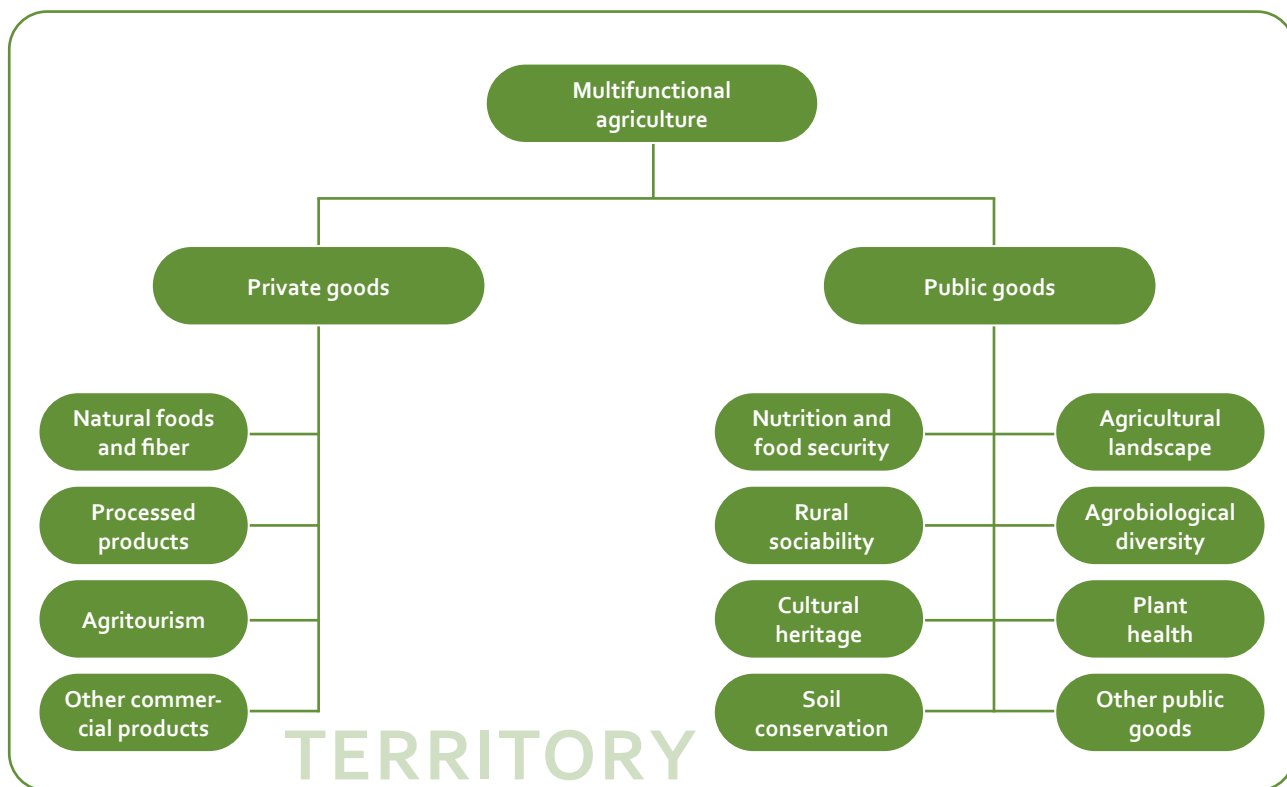 Multifunctional
agriculture
Private goods
Public goods
Natural foods
and fiber
Processed
products
Agritourism
Other commer-
cial products
Nutrition and
food security
Agricultural
landscape
Rural
sociability
Agrobiological
diversity
Cultural
heritage
Plant
health
Soil
conservation
Other public
goods
TERRITORY